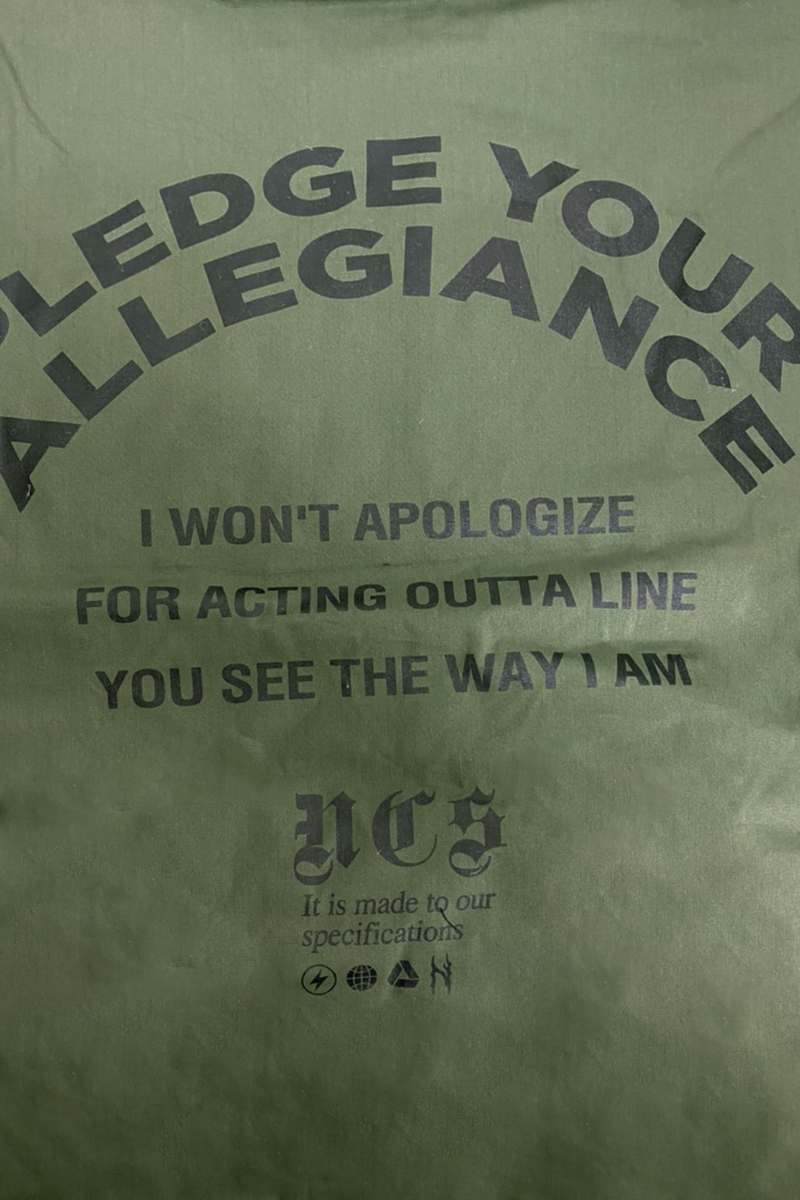 PLEDGE YOUR
ALLEGIANCE
I WON'T APOLOGIZE
FOR ACTING OUTTA LINE
YOU SEE THE WAY I AM
NCS
It is made to our
specifications
N